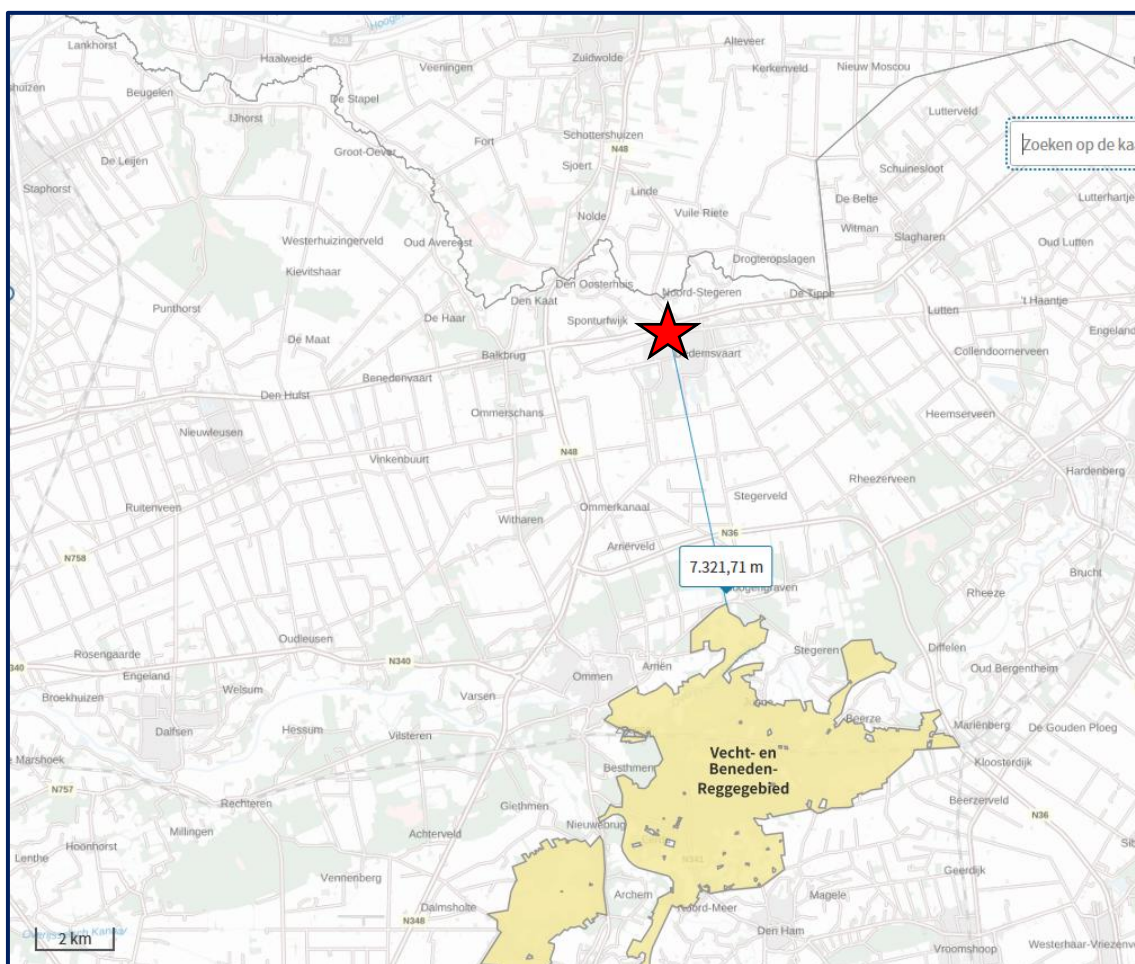 Lankhorst
Haalweide
A28
Veeningen
Zuidwolde
Alteveer
Kerkenveld
Nieuw Moscou
Beugelen
De Stapel
IJhorst
Fort
Schottershuizen
N48
Lutterveld
Zoeken op de kaa
De Leijen
Groot-Oever
Sjoert
Schuinesloot
Staphorst
Linde
De Belte
Lutterhartje
Nolde
Vuile Riete
Witman
Slagharen
Westerhuizingerveld
Oud Avereest
Oud Lutten
Kievitshaar
Drogteropslagen
Den Oosterhuis
Noord-Stegeren
De Tippe
Den Kaat
't Haantje
Punthorst
De Haar
Sponturfwijk
Lutten
De Maat
Engeland
Balkbrug
Collendoornerveen
Benedenvaart
Den Hulst
Ommerschans
Heemserveen
Nieuwleusen
N48
Vinkenbuurt
Hardenberg
Rheezerveen
Stegerveld
Ruitenveen
Ommerkanaal
Witharen
N36
Arriërveld
N758
7.321,71 m
Brucht
Rheeze
Oudleusen
Stegeren
Diffelen
Rosengaarde
N340
Arriën
Oud Bergentheim
Engeland
Ommen
Welsum
Varsen
Broekhuizen
Beerze
Mariënberg
De Gouden Ploeg
Dalfsen
Hessum
Vilsteren
Vecht- en
Beneden-
Reggegebied
Marshoek
Besthmen
Kloosterdijk
N757
Rechteren
Giethmen
Beerzerveld
Nieuwebrug
N36
Millingen
Achterveld
Hoonhorst
Lenthe
N341
Geerdijk
Vennenberg
Archem
Magele
Dalmsholte
Noord-Meer
N348
Den Ham
2 km
Vroomshoop
Westerhaar-Vriezenve